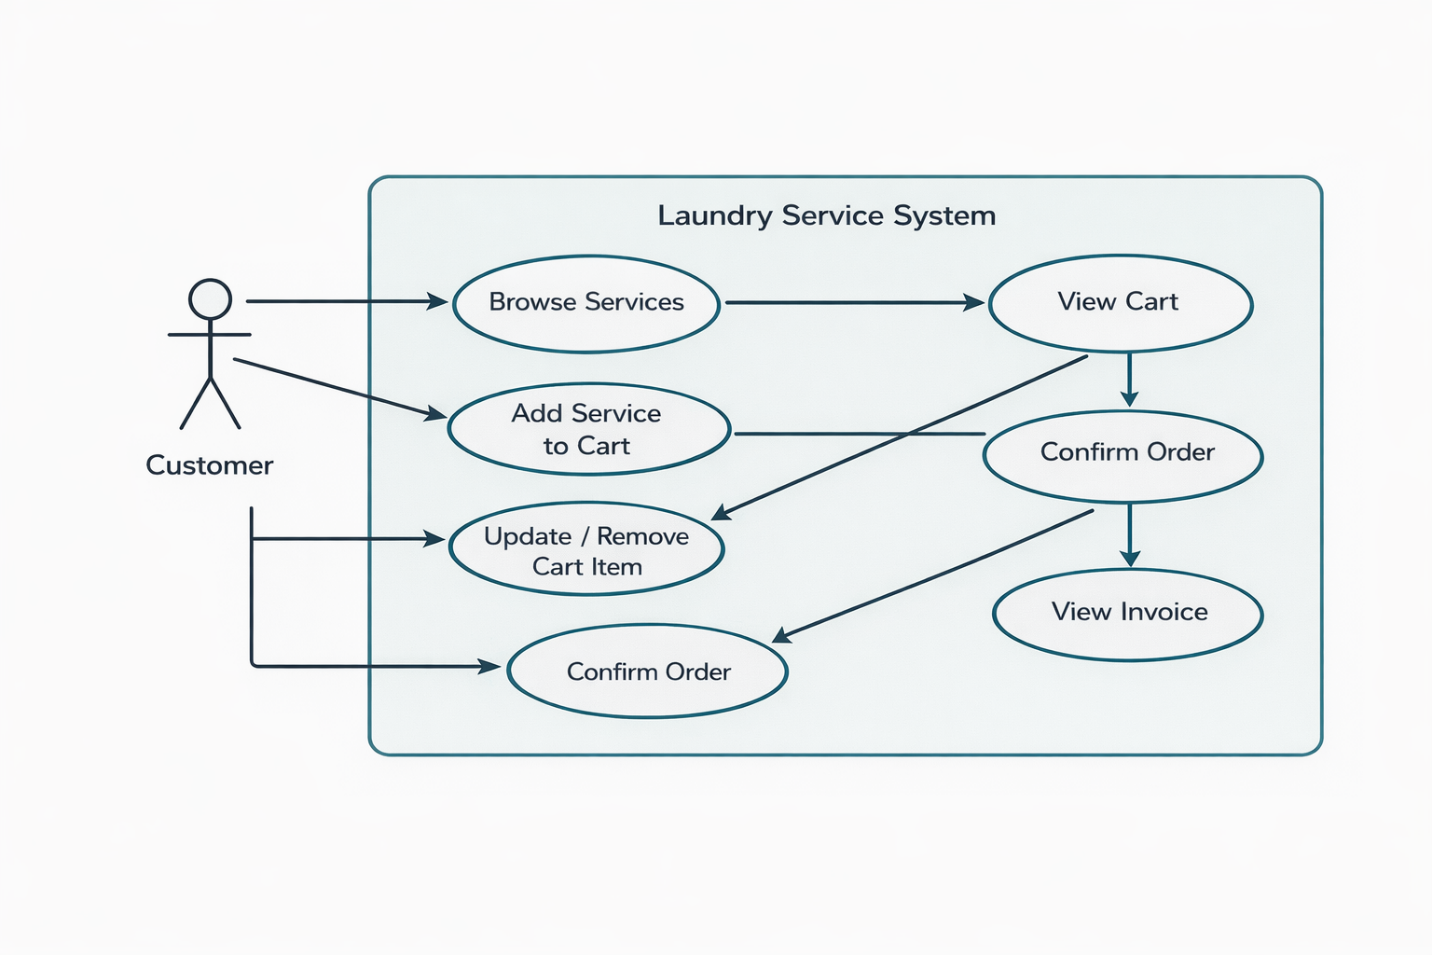 Laundry Service System
Browse Services
View Cart
Add Service
to Cart
Confirm Order
Customer
Update / Remove
Cart Item
View Invoice
Confirm Order